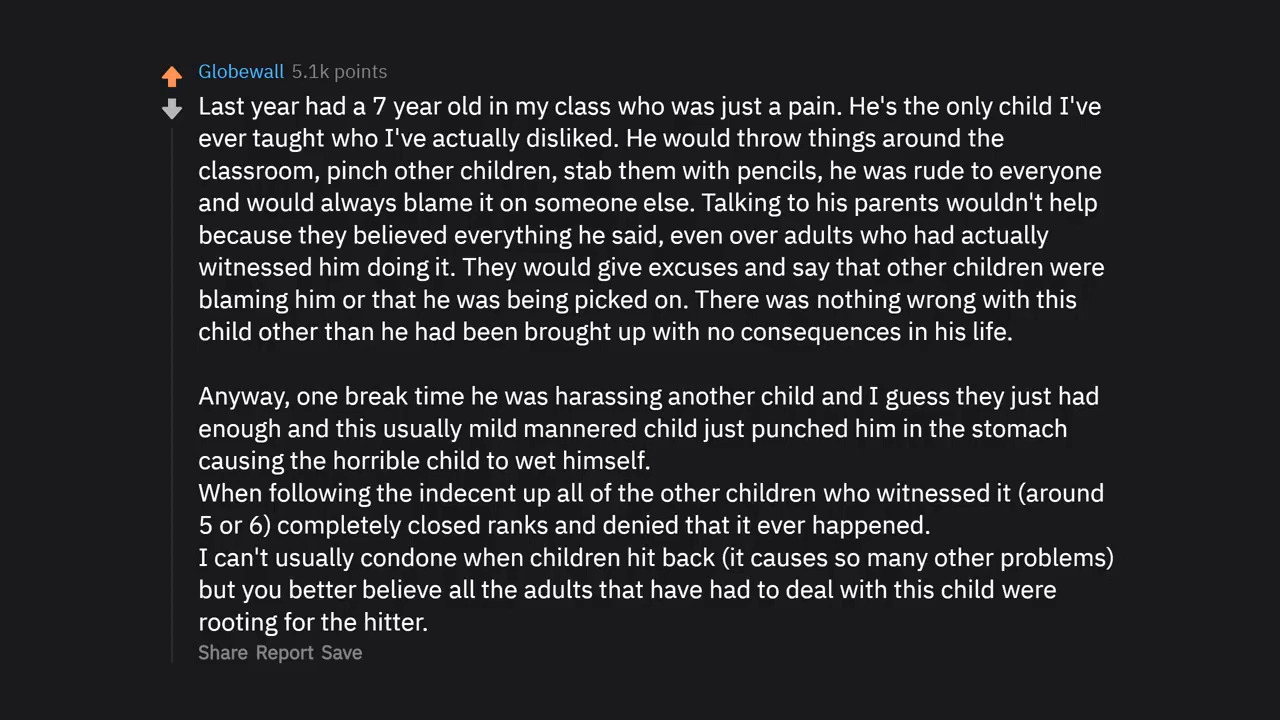 Globewall 5.1k points
Last year had a 7 year old in my class who was just a pain. He's the only child I've
ever taught who I've actually disliked. He would throw things around the
classroom, pinch other children, stab them with pencils, he was rude to everyone
and would always blame it on someone else. Talking to his parents wouldn't help
because they believed everything he said, even over adults who had actually
witnessed him doing it. They would give excuses and say that other children were
blaming him or that he was being picked on. There was nothing wrong with this
child other than he had been brought up with no consequences in his life.
Anyway, one break time he was harassing another child and I guess they just had
enough and this usually mild mannered child just punched him in the stomach
causing the horrible child to wet himself.
When following the indecent up all of the other children who witnessed it (around
5 or 6) completely closed ranks and denied that it ever happened.
I can't usually condone when children hit back (it causes so many other problems)
but you better believe all the adults that have had to deal with this child were
rooting for the hitter.
Share Report Save